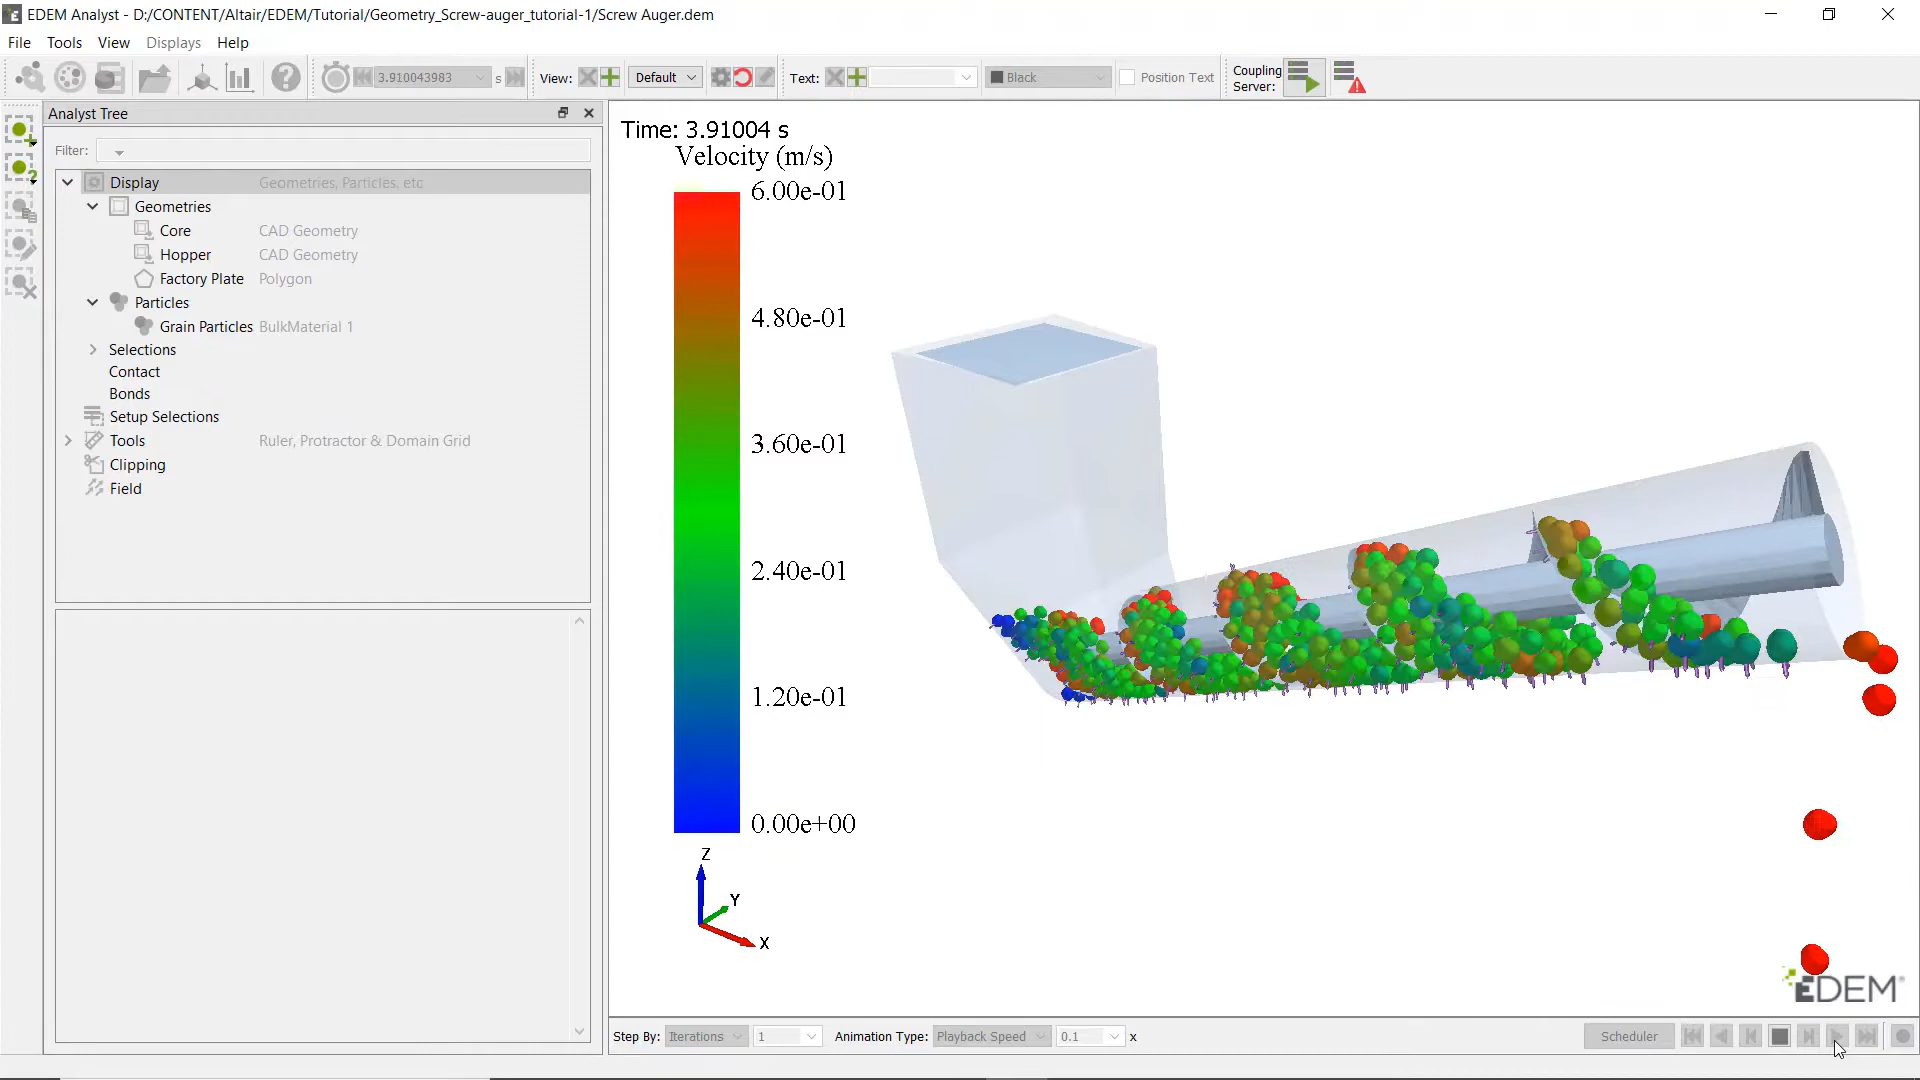 EDEM Analyst - D:/CONTENT/Altair/EDEM/Tutorial/Geometry_Screw-auger_tutorial-1/Screw Auger.dem
File Tools View Displays Help
3.910043983 s View: Default Text: Black Position Text Coupling Server:
Analyst Tree
Filter:
Display Geometries, Particles, etc
Geometries
Core CAD Geometry
Hopper CAD Geometry
Factory Plate Polygon
Particles
Grain Particles BulkMaterial 1
Selections
Contact
Bonds
Setup Selections
Tools Ruler, Protractor & Domain Grid
Clipping
Field
Time: 3.91004 s
Velocity (m/s)
6.00e-01
4.80e-01
3.60e-01
2.40e-01
1.20e-01
0.00e+00
Z
Y
X
EDEM
Step By: Iterations 1 Animation Type: Playback Speed 0.1 x Scheduler